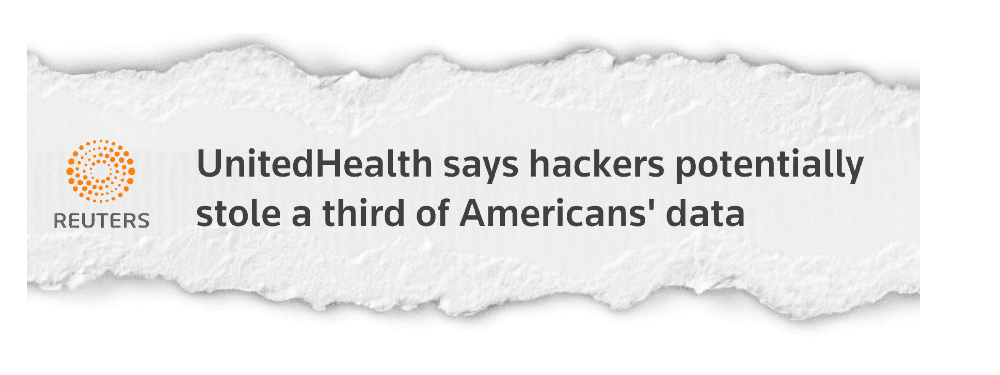 REUTERS
UnitedHealth says hackers potentially
stole a third of Americans' data